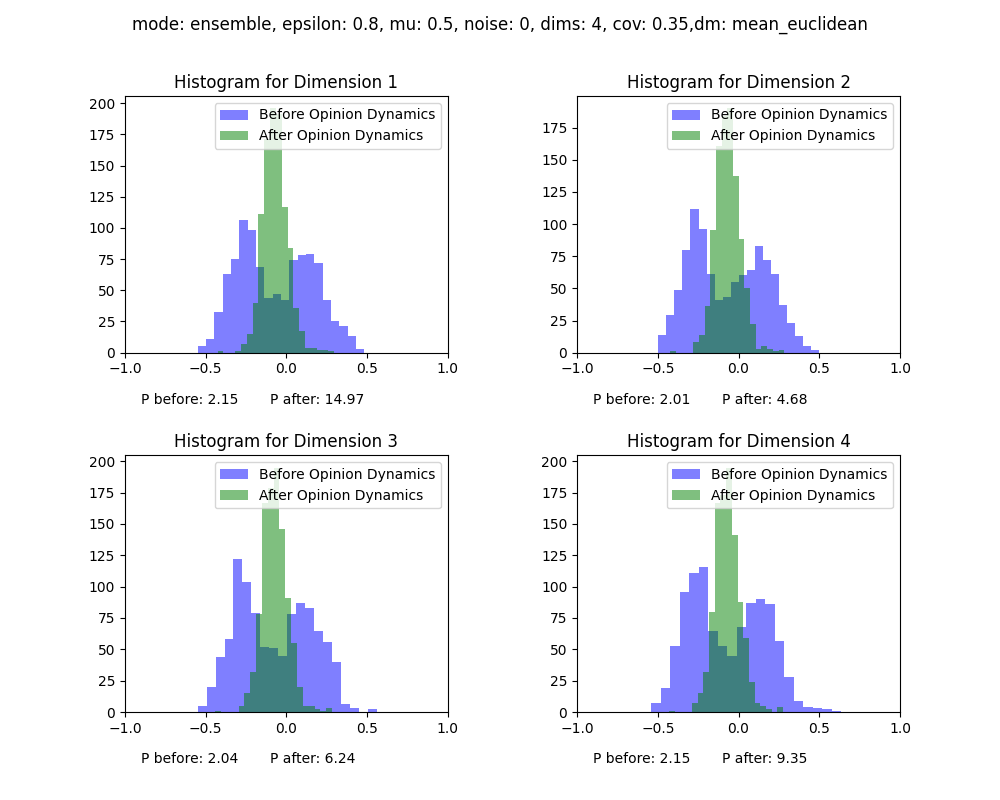 mode: ensemble, epsilon: 0.8, mu: 0.5, noise: 0, dims: 4, cov: 0.35,dm: mean_euclidean
Histogram for Dimension 1
Before Opinion Dynamics
After Opinion Dynamics
200
175
150
125
100
75
50
25
0
−1.0 −0.5 0.0 0.5 1.0
P before: 2.15 P after: 14.97
Histogram for Dimension 2
Before Opinion Dynamics
After Opinion Dynamics
175
150
125
100
75
50
25
0
−1.0 −0.5 0.0 0.5 1.0
P before: 2.01 P after: 4.68
Histogram for Dimension 3
Before Opinion Dynamics
After Opinion Dynamics
200
175
150
125
100
75
50
25
0
−1.0 −0.5 0.0 0.5 1.0
P before: 2.04 P after: 6.24
Histogram for Dimension 4
Before Opinion Dynamics
After Opinion Dynamics
200
175
150
125
100
75
50
25
0
−1.0 −0.5 0.0 0.5 1.0
P before: 2.15 P after: 9.35